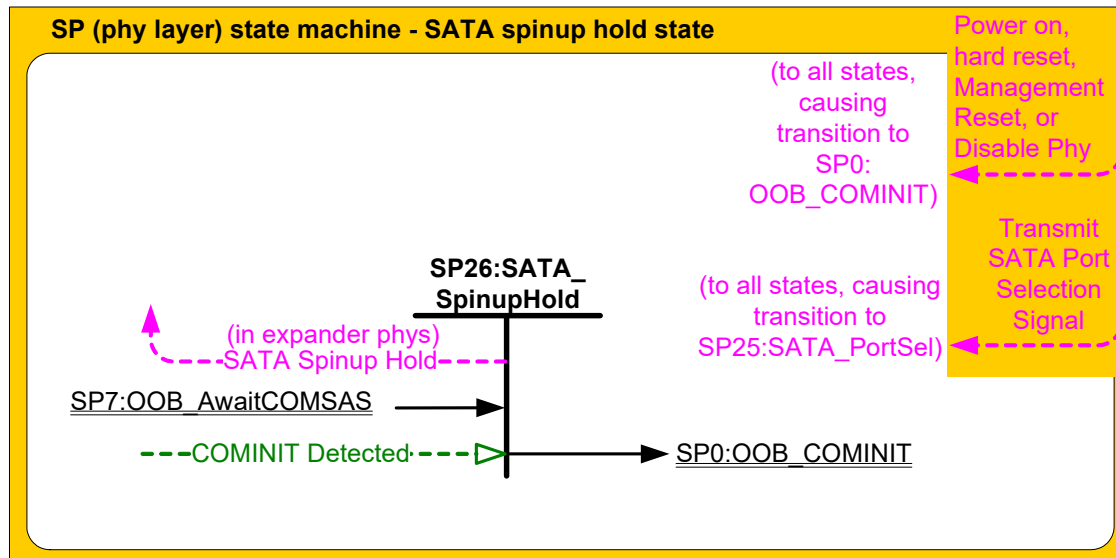 SP (phy layer) state machine - SATA spinup hold state
Power on,
hard reset,
Management
Reset, or
Disable Phy
(to all states,
causing
transition to
SP0:
OOB_COMINIT)
Transmit
SATA Port
Selection
Signal
(to all states, causing
transition to
SP25:SATA_PortSel)
SP26:SATA_
SpinupHold
(in expander phys)
SATA Spinup Hold
SP7:OOB_AwaitCOMSAS
COMINIT Detected
SP0:OOB_COMINIT